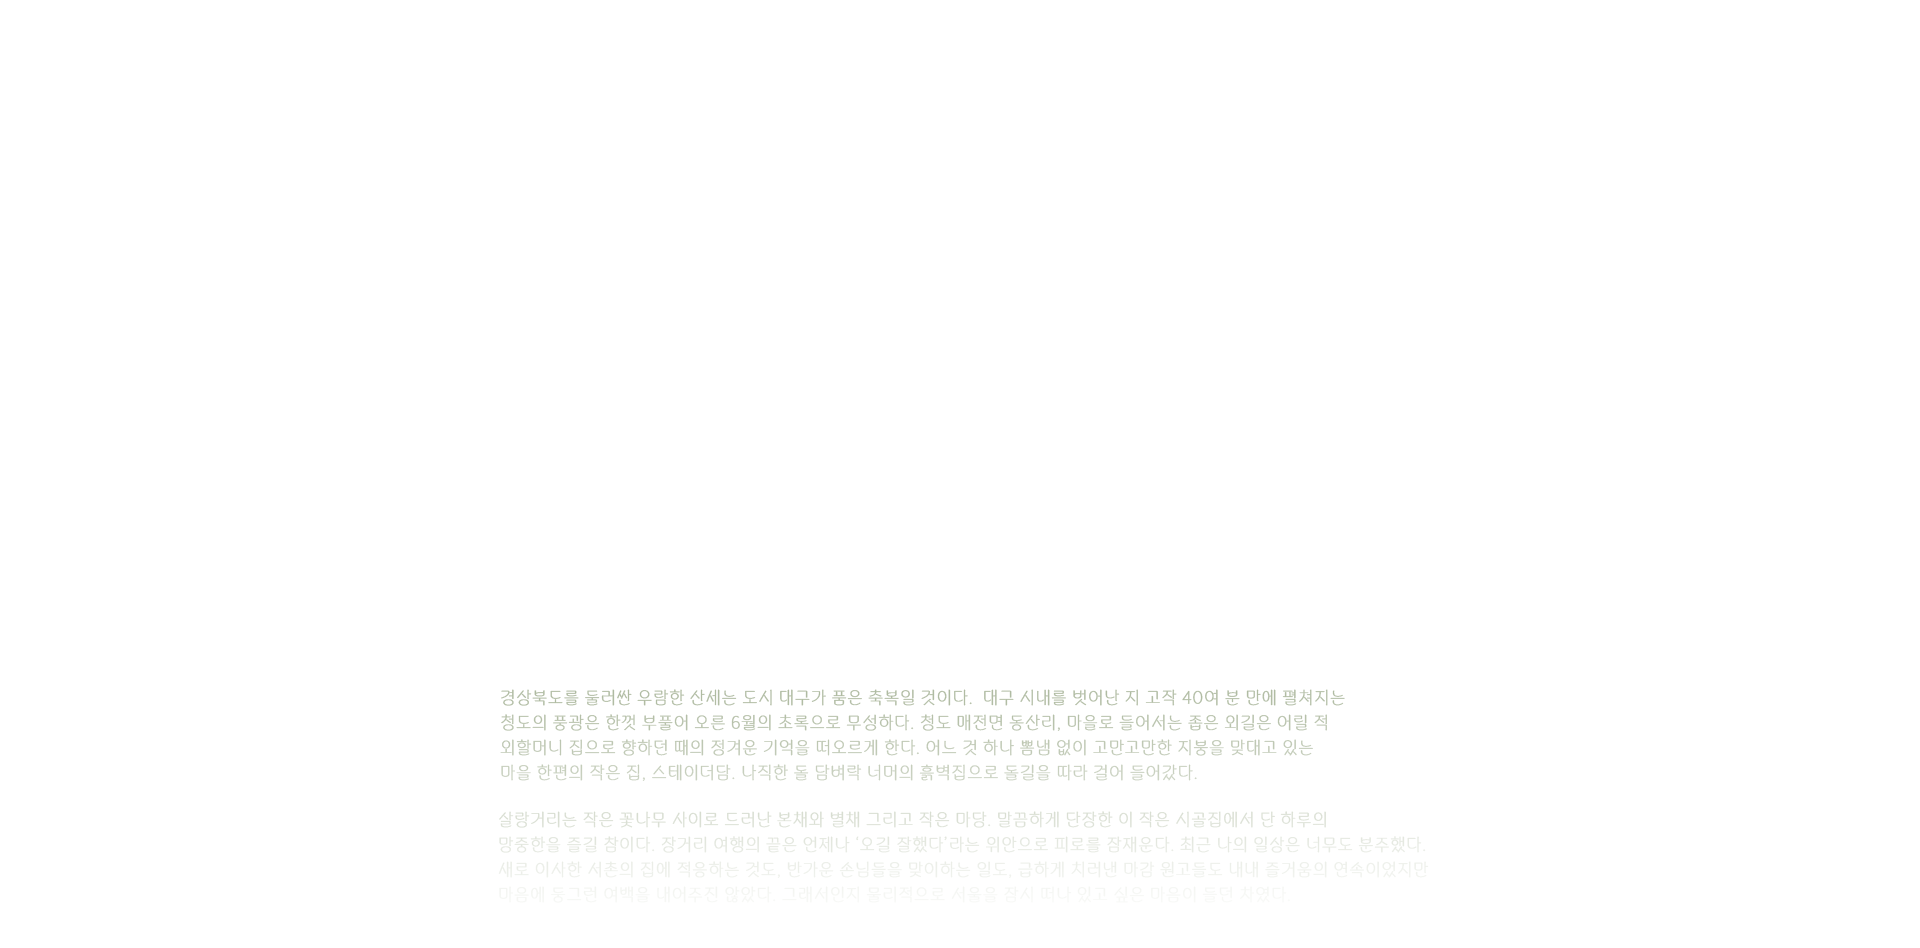 경상북도를 둘러싼 우람한 산세는 도시 대구가 품은 축복일 것이다. 대구 시내를 벗어난 지 고작 40여 분 만에 펼쳐지는
청도의 풍광은 한껏 부풀어 오른 6월의 초록으로 무성하다. 청도 매전면 동산리, 마을로 들어서는 좁은 외길은 어릴 적
외할머니 집으로 향하던 때의 정겨운 기억을 떠오르게 한다. 어느 것 하나 뽐냄 없이 고만고만한 지붕을 맞대고 있는
마을 한편의 작은 집, 스테이더담. 나직한 돌 담벼락 너머의 흙벽집으로 돌길을 따라 걸어 들어갔다.
살랑거리는 작은 꽃나무 사이로 드러난 본채와 별채 그리고 작은 마당. 말끔하게 단장한 이 작은 시골집에서 단 하루의
망중한을 즐길 참이다. 장거리 여행의 끝은 언제나 '오길 잘했다'라는 위안으로 피로를 잠재운다. 최근 나의 일상은 너무도 분주했다.
새로 이사한 서촌의 집에 적응하는 것도, 반가운 손님들을 맞이하는 일도, 급하게 치러낸 마감 원고들도 내내 즐거움의 연속이었지만
마음에 둥그런 여백을 내어주진 않았다. 그래서인지 물리적으로 서울을 잠시 떠나 있고 싶은 마음이 들던 차였다.